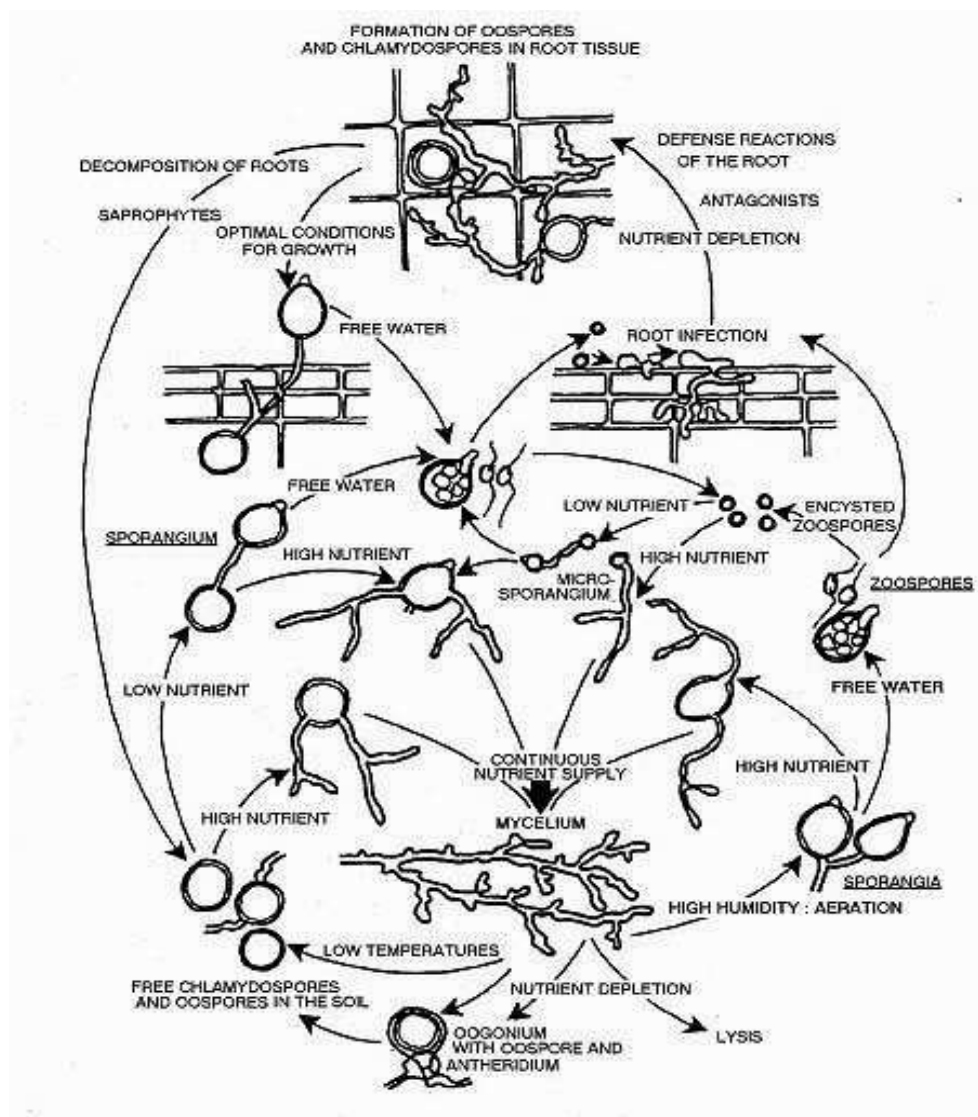 FORMATION OF OOSPORES
AND CHLAMYDOSPORES IN ROOT TISSUE
DEFENSE REACTIONS
OF THE ROOT
DECOMPOSITION OF ROOTS
SAPROPHYTES
ANTAGONISTS
OPTIMAL CONDITIONS
FOR GROWTH
NUTRIENT DEPLETION
FREE WATER
ROOT INFECTION
FREE WATER
SPORANGIUM
LOW NUTRIENT
ENCYSTED
ZOOSPORES
HIGH NUTRIENT
HIGH NUTRIENT
MICRO-
SPORANGIUM
ZOOSPORES
LOW NUTRIENT
FREE WATER
CONTINUOUS
NUTRIENT SUPPLY
HIGH NUTRIENT
HIGH NUTRIENT
MYCELIUM
SPORANGIA
HIGH HUMIDITY : AERATION
LOW TEMPERATURES
FREE CHLAMYDOSPORES
AND OOSPORES IN THE SOIL
NUTRIENT DEPLETION
OOGONIUM
WITH OOSPORE AND
ANTHERIDIUM
LYSIS